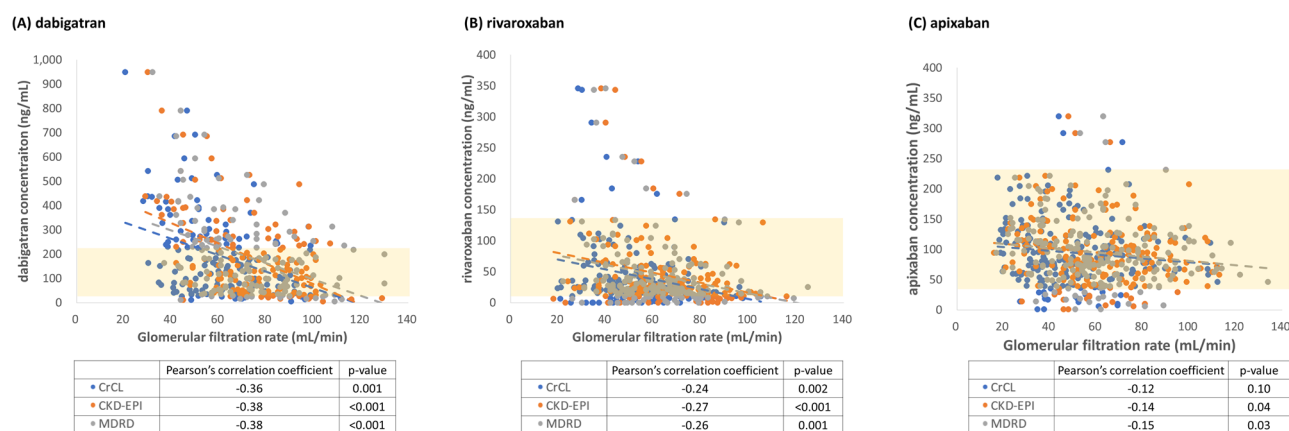 (A) dabigatran
dabigatran concentraiton (ng/mL)
1,000
900
800
700
600
500
400
300
200
100
0
0 20 40 60 80 100 120 140
Glomerular filtration rate (mL/min)
Pearson's correlation coefficient p-value
CrCL -0.36 0.001
CKD-EPI -0.38 <0.001
MDRD -0.38 <0.001
(B) rivaroxaban
rivaroxaban concentration (ng/mL)
400
350
300
250
200
150
100
50
0
0 20 40 60 80 100 120 140
Glomerular filtration rate (mL/min)
Pearson's correlation coefficient p-value
CrCL -0.24 0.002
CKD-EPI -0.27 <0.001
MDRD -0.26 0.001
(C) apixaban
apixaban concentration (ng/mL)
400
350
300
250
200
150
100
50
0
0 20 40 60 80 100 120 140
Glomerular filtration rate (mL/min)
Pearson's correlation coefficient p-value
CrCL -0.12 0.10
CKD-EPI -0.14 0.04
MDRD -0.15 0.03